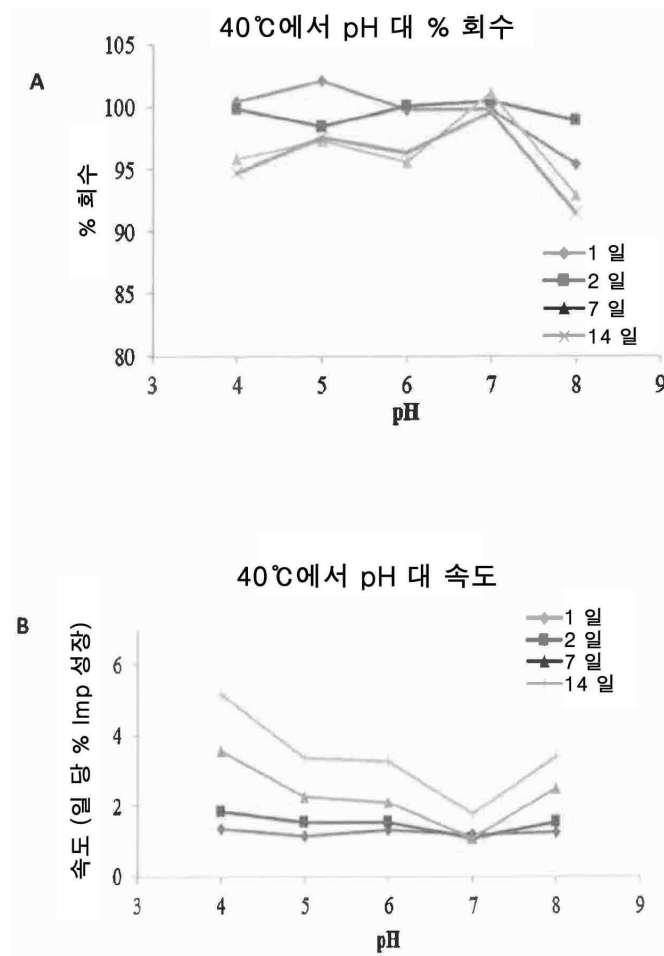 40℃에서 pH 대 % 회수
A
105
100
95
90
85
80
% 회수
1 일
2 일
7 일
14 일
3 4 5 6 7 8 9
pH
40℃에서 pH 대 속도
B
속도 (일 당 % Imp 성장)
6
4
2
0
1 일
2 일
7 일
14 일
3 4 5 6 7 8 9
pH